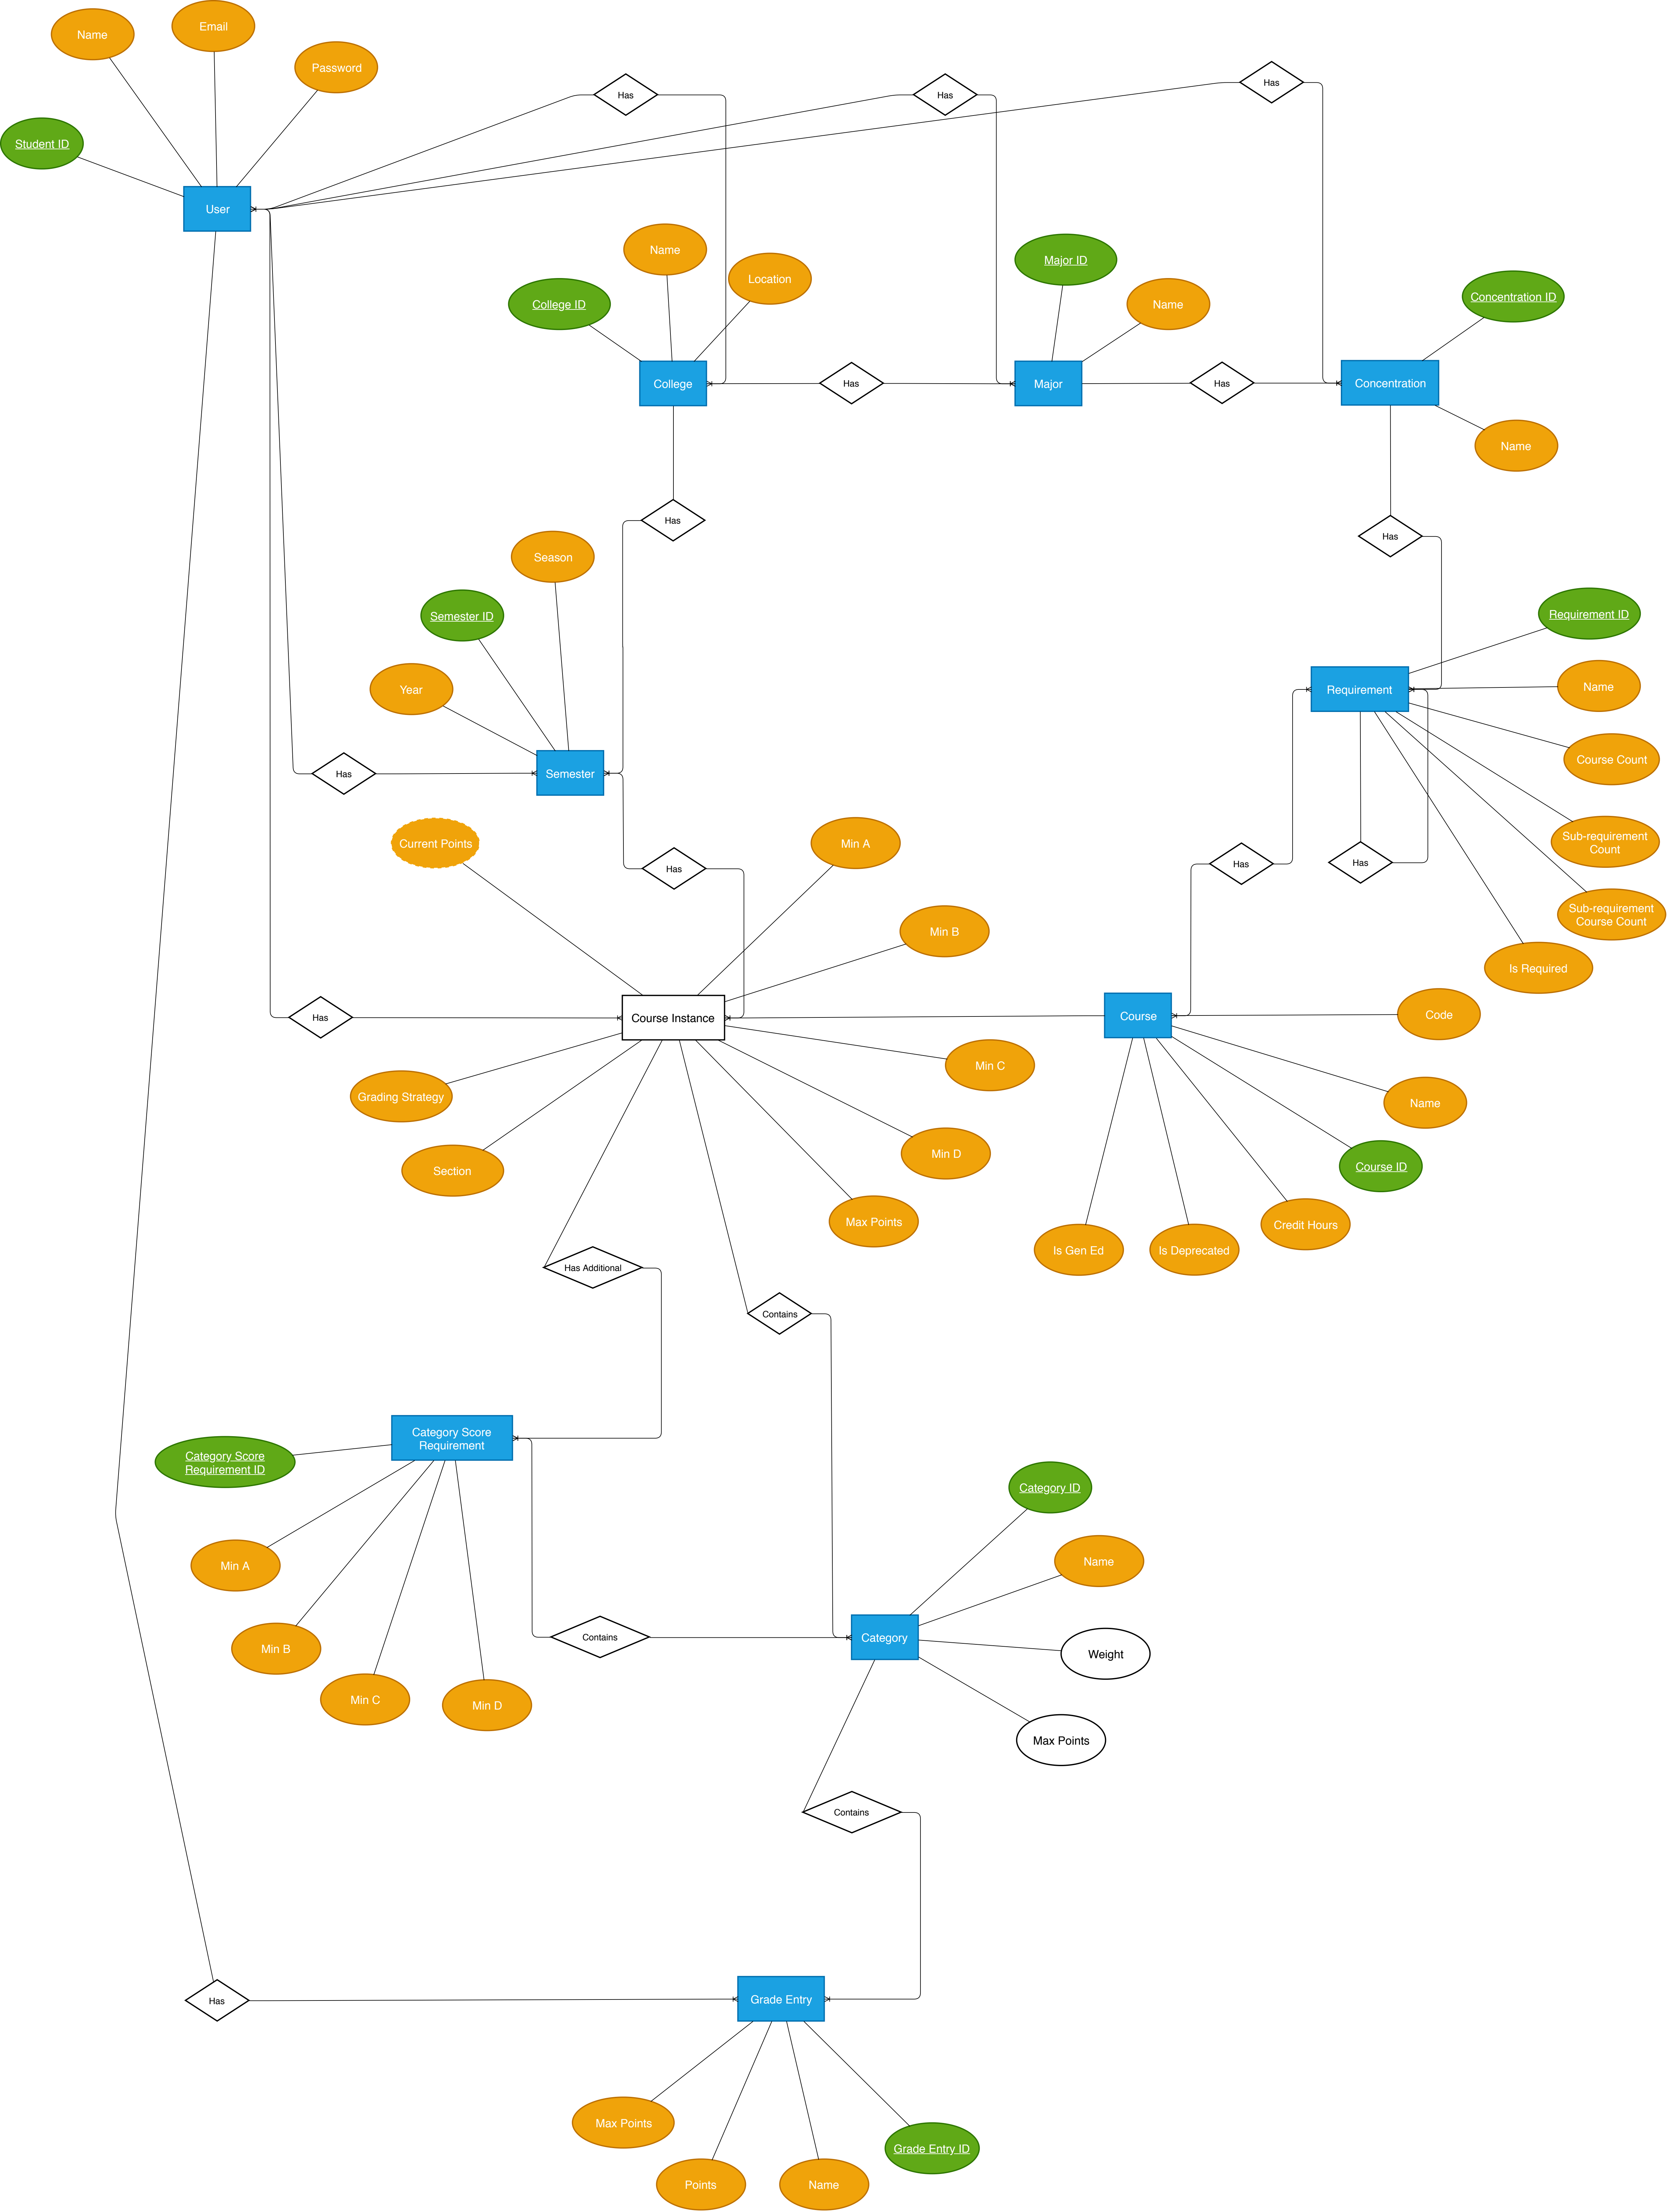 Email
Name
Password
Has
Has
Has
Student ID
User
Name
Major ID
Location
Concentration ID
College ID
Name
College
Has
Major
Has
Concentration
Name
Has
Has
Season
Semester ID
Requirement ID
Year
Requirement
Name
Course Count
Has
Semester
Current Points
Min A
Sub-requirement
Count
Has
Has
Has
Sub-requirement
Course Count
Min B
Is Required
Has
Course Instance
Course
Code
Min C
Grading Strategy
Name
Min D
Section
Course ID
Max Points
Credit Hours
Is Gen Ed
Is Deprecated
Has Additional
Contains
Category Score
Requirement
Category Score
Requirement ID
Category ID
Min A
Name
Contains
Category
Min B
Weight
Min C
Min D
Max Points
Contains
Has
Grade Entry
Max Points
Grade Entry ID
Points
Name